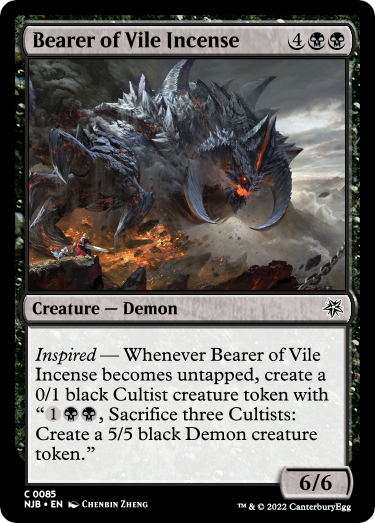 Bearer of Vile Incense 4
Creature — Demon
Inspired — Whenever Bearer of Vile
Incense becomes untapped, create a
0/1 black Cultist creature token with
“1, Sacrifice three Cultists:
Create a 5/5 black Demon creature
token.”
6/6
C 0085
NJB • EN Chenbin Zheng
™ & © 2022 CanterburyEgg